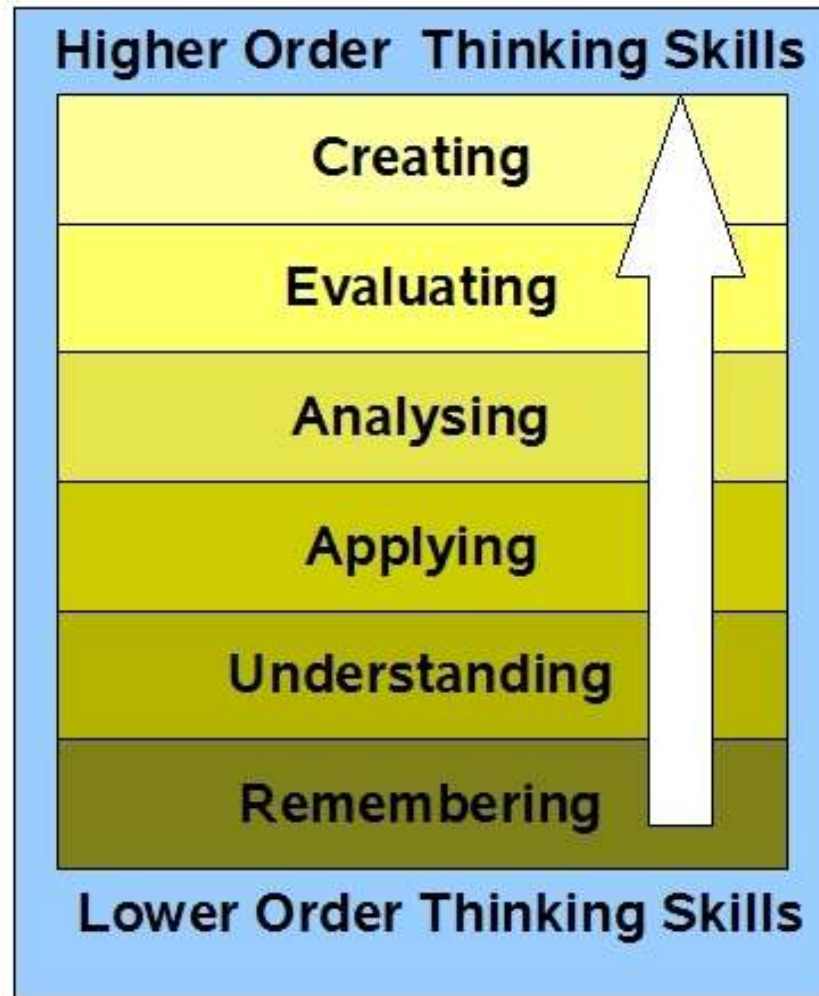 Higher Order Thinking Skills
Creating
Evaluating
Analysing
Applying
Understanding
Remembering
Lower Order Thinking Skills